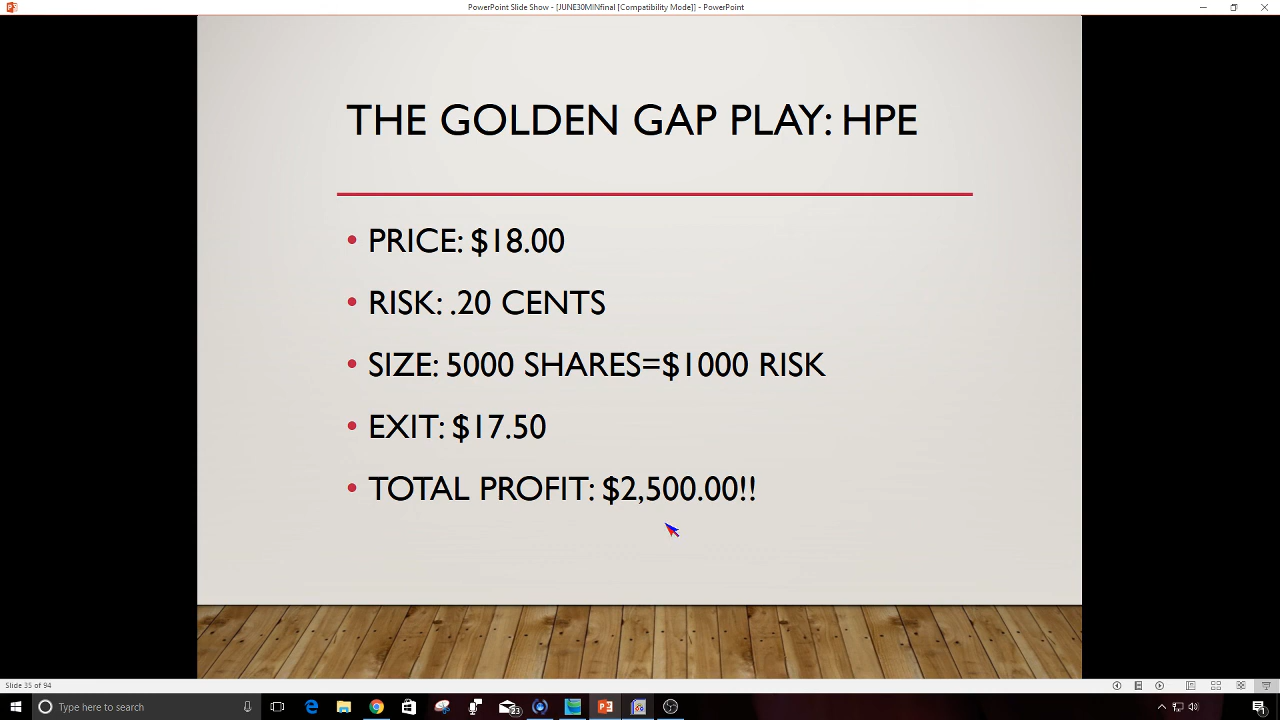 PowerPoint Slide Show - [JUNE30MINfinal [Compatibility Mode]] - PowerPoint
THE GOLDEN GAP PLAY: HPE
• PRICE: $18.00
• RISK: .20 CENTS
• SIZE: 5000 SHARES=$1000 RISK
• EXIT: $17.50
• TOTAL PROFIT: $2,500.00!!
Slide 35 of 94
Type here to search
23